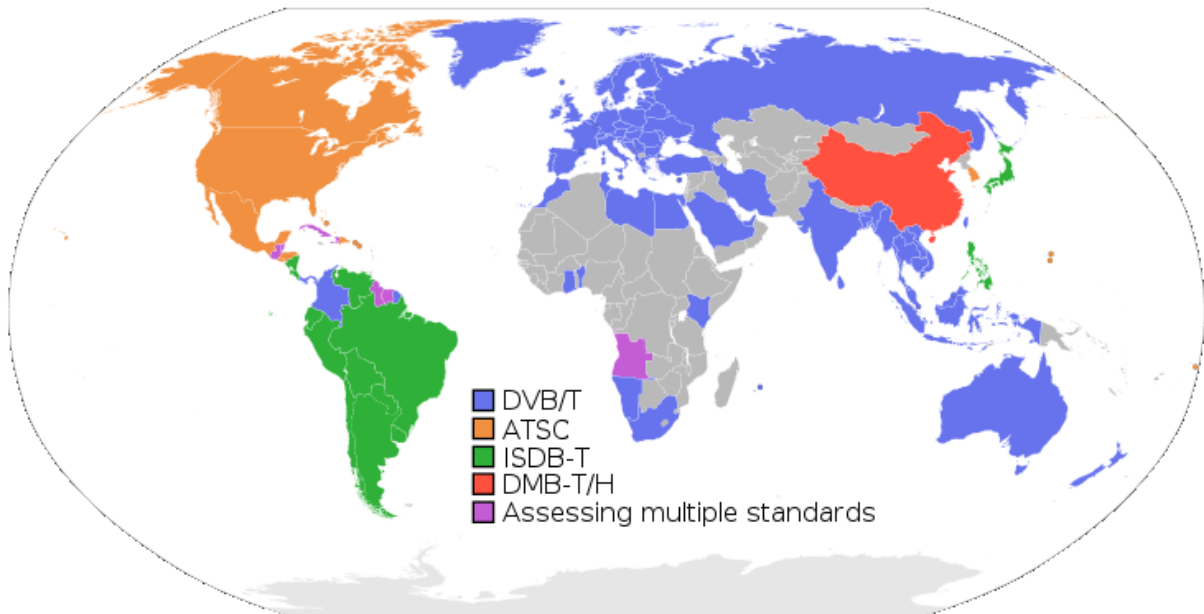 DVB/T
ATSC
ISDB-T
DMB-T/H
Assessing multiple standards